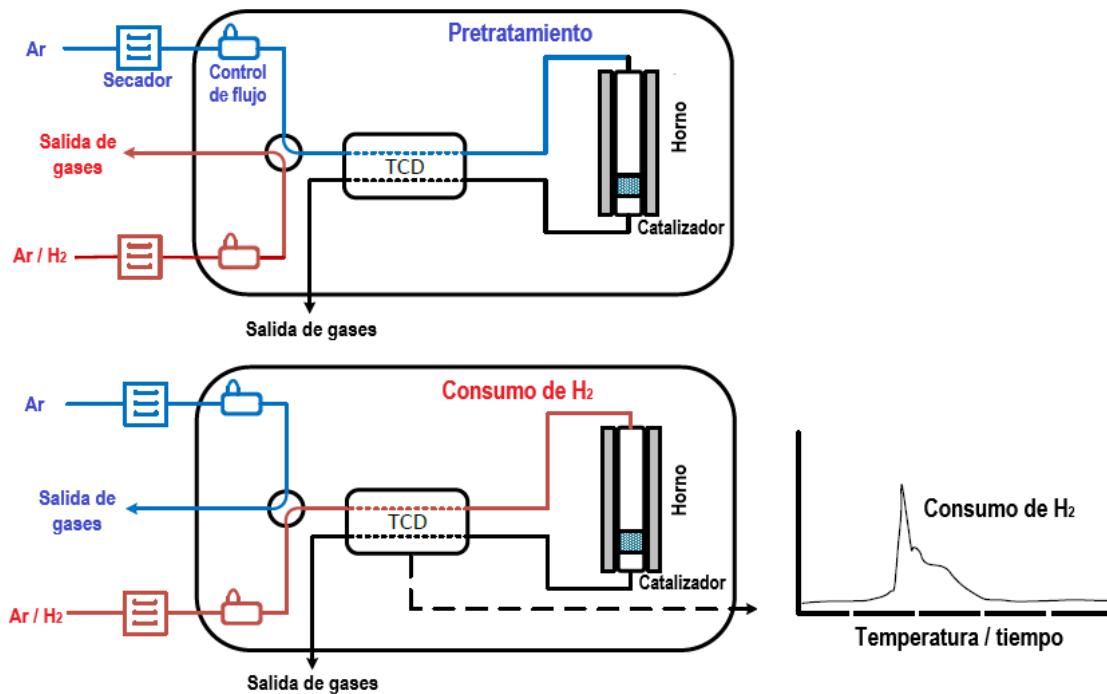 Pretratamiento
Ar
Secador
Control
de flujo
Salida de
gases
TCD
Horno
Catalizador
Ar / H₂
Salida de gases
Consumo de H₂
Ar
Salida de
gases
TCD
Horno
Catalizador
Ar / H₂
Salida de gases
Consumo de H₂
Temperatura / tiempo